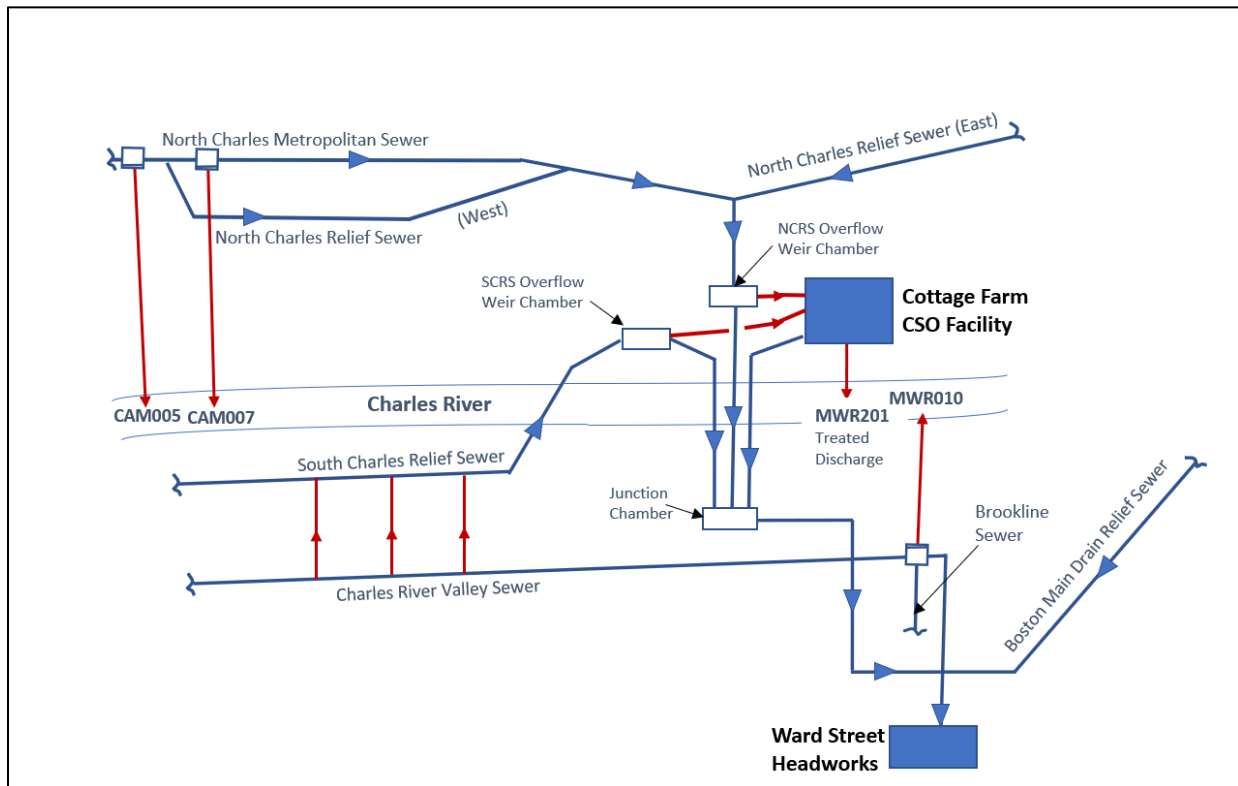 North Charles Metropolitan Sewer
North Charles Relief Sewer (East)
North Charles Relief Sewer
(West)
NCRS Overflow
Weir Chamber
SCRS Overflow
Weir Chamber
Cottage Farm
CSO Facility
CAM005
CAM007
Charles River
MWR201
Treated
Discharge
MWR010
South Charles Relief Sewer
Junction
Chamber
Brookline
Sewer
Boston Main Drain Relief Sewer
Charles River Valley Sewer
Ward Street
Headworks